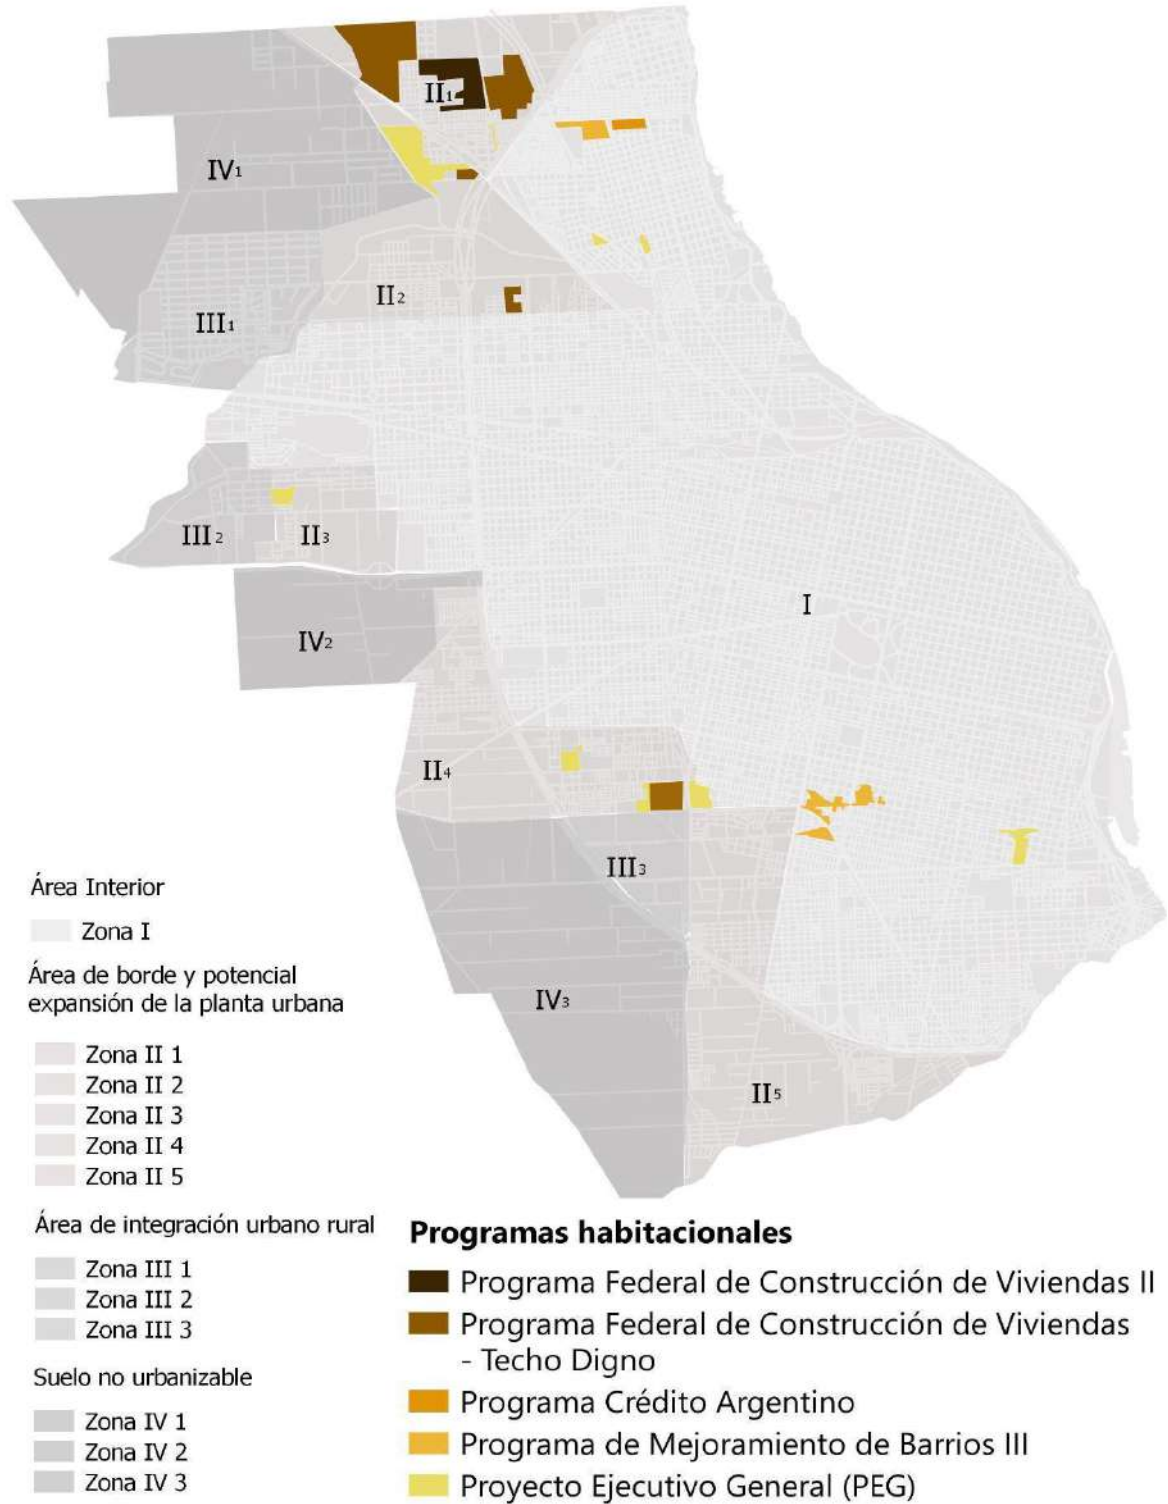 II1
IV1
II2
III1
III2
II3
I
IV2
II4
III3
IV3
II5
Área Interior
Zona I
Área de borde y potencial
expansión de la planta urbana
Zona II 1
Zona II 2
Zona II 3
Zona II 4
Zona II 5
Área de integración urbano rural
Zona III 1
Zona III 2
Zona III 3
Suelo no urbanizable
Zona IV 1
Zona IV 2
Zona IV 3
Programas habitacionales
Programa Federal de Construcción de Viviendas II
Programa Federal de Construcción de Viviendas
- Techo Digno
Programa Crédito Argentino
Programa de Mejoramiento de Barrios III
Proyecto Ejecutivo General (PEG)